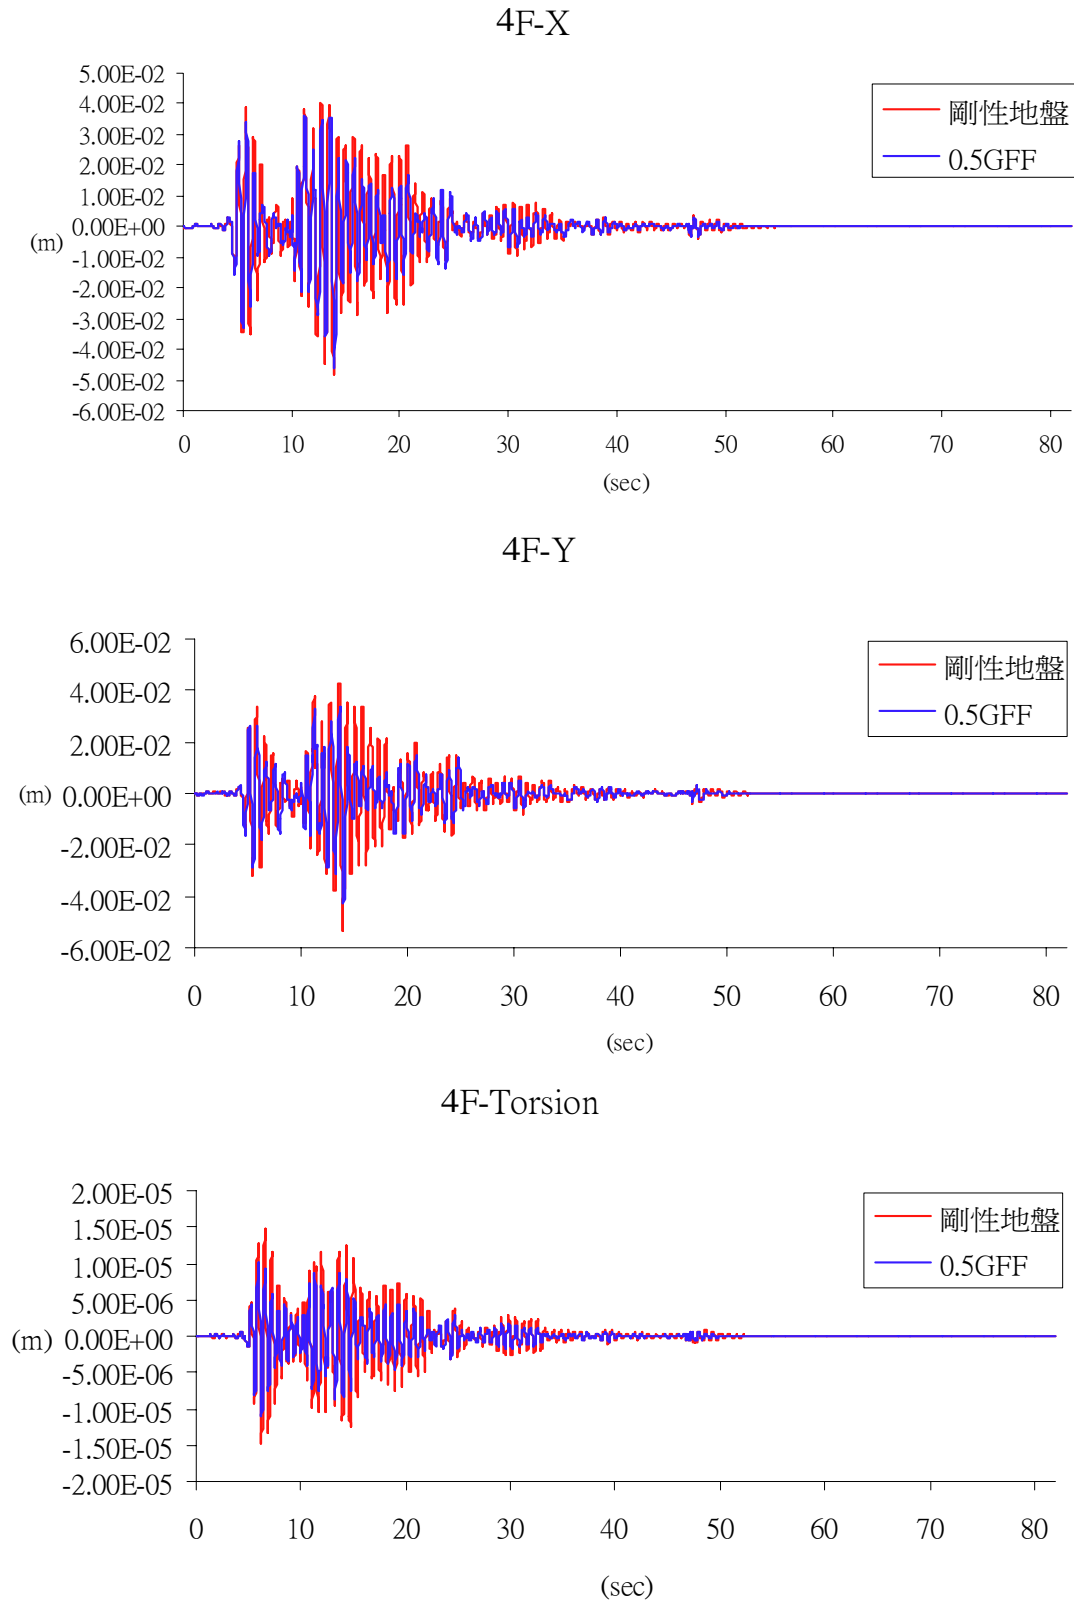 4F-X
5.00E-02
4.00E-02
3.00E-02
2.00E-02
1.00E-02
0.00E+00
-1.00E-02
-2.00E-02
-3.00E-02
-4.00E-02
-5.00E-02
-6.00E-02
(m)
0 10 20 30 40 50 60 70 80
(sec)
剛性地盤
0.5GFF
4F-Y
6.00E-02
4.00E-02
2.00E-02
(m) 0.00E+00
-2.00E-02
-4.00E-02
-6.00E-02
0 10 20 30 40 50 60 70 80
(sec)
剛性地盤
0.5GFF
4F-Torsion
2.00E-05
1.50E-05
1.00E-05
5.00E-06
(m) 0.00E+00
-5.00E-06
-1.00E-05
-1.50E-05
-2.00E-05
0 10 20 30 40 50 60 70 80
(sec)
剛性地盤
0.5GFF